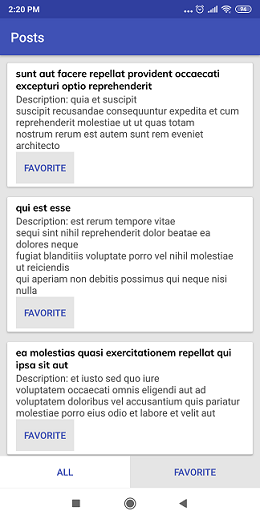 2:20 PM
94
Posts
sunt aut facere repellat provident occaecati
excepturi optio reprehenderit
Description: quia et suscipit
suscipit recusandae consequuntur expedita et cum
reprehenderit molestiae ut ut quas totam
nostrum rerum est autem sunt rem eveniet
architecto
FAVORITE
qui est esse
Description: est rerum tempore vitae
sequi sint nihil reprehenderit dolor beatae ea
dolores neque
fugiat blanditiis voluptate porro vel nihil molestiae
ut reiciendis
qui aperiam non debitis possimus qui neque nisi
nulla
FAVORITE
ea molestias quasi exercitationem repellat qui
ipsa sit aut
Description: et iusto sed quo iure
voluptatem occaecati omnis eligendi aut ad
voluptatem doloribus vel accusantium quis pariatur
molestiae porro eius odio et labore et velit aut
FAVORITE
ALL
FAVORITE